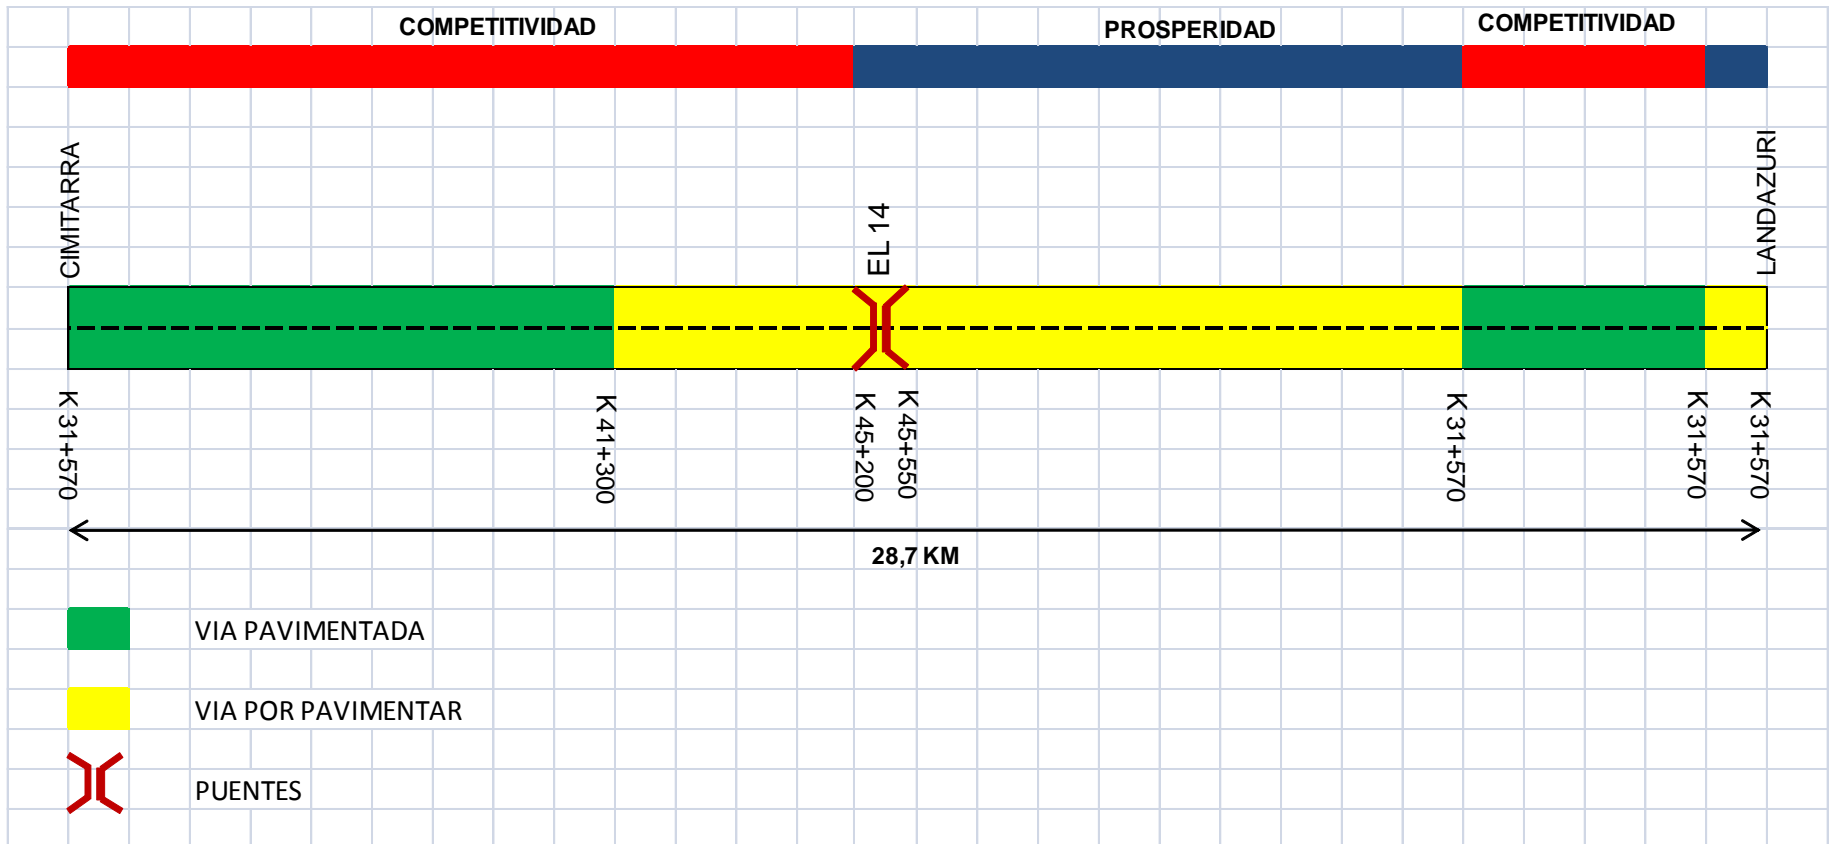 COMPETITIVIDAD
PROSPERIDAD
COMPETITIVIDAD
CIMITARRA
EL 14
LANDAZURI
K 31+570
K 41+300
K 45+200
K 45+550
K 31+570
K 31+570
K 31+570
28,7 KM
VIA PAVIMENTADA
VIA POR PAVIMENTAR
PUENTES